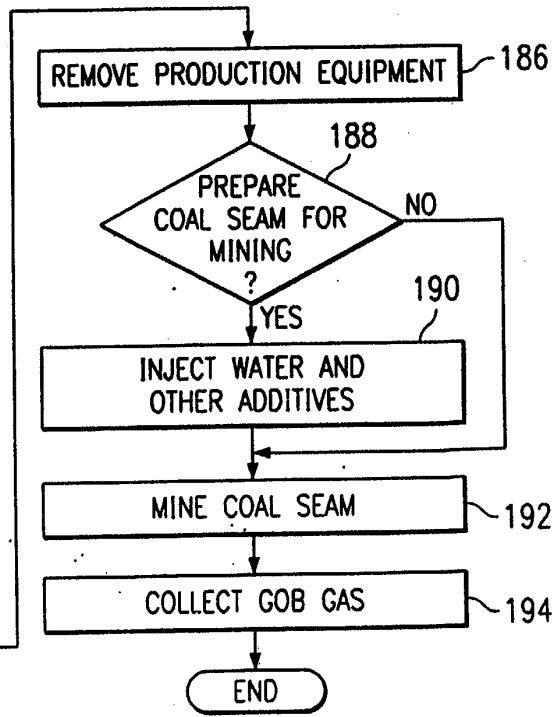 REMOVE PRODUCTION EQUIPMENT
186
188
PREPARE
COAL SEAM FOR
MINING
?
NO
YES
190
INJECT WATER AND
OTHER ADDITIVES
MINE COAL SEAM
192
COLLECT GOB GAS
194
END